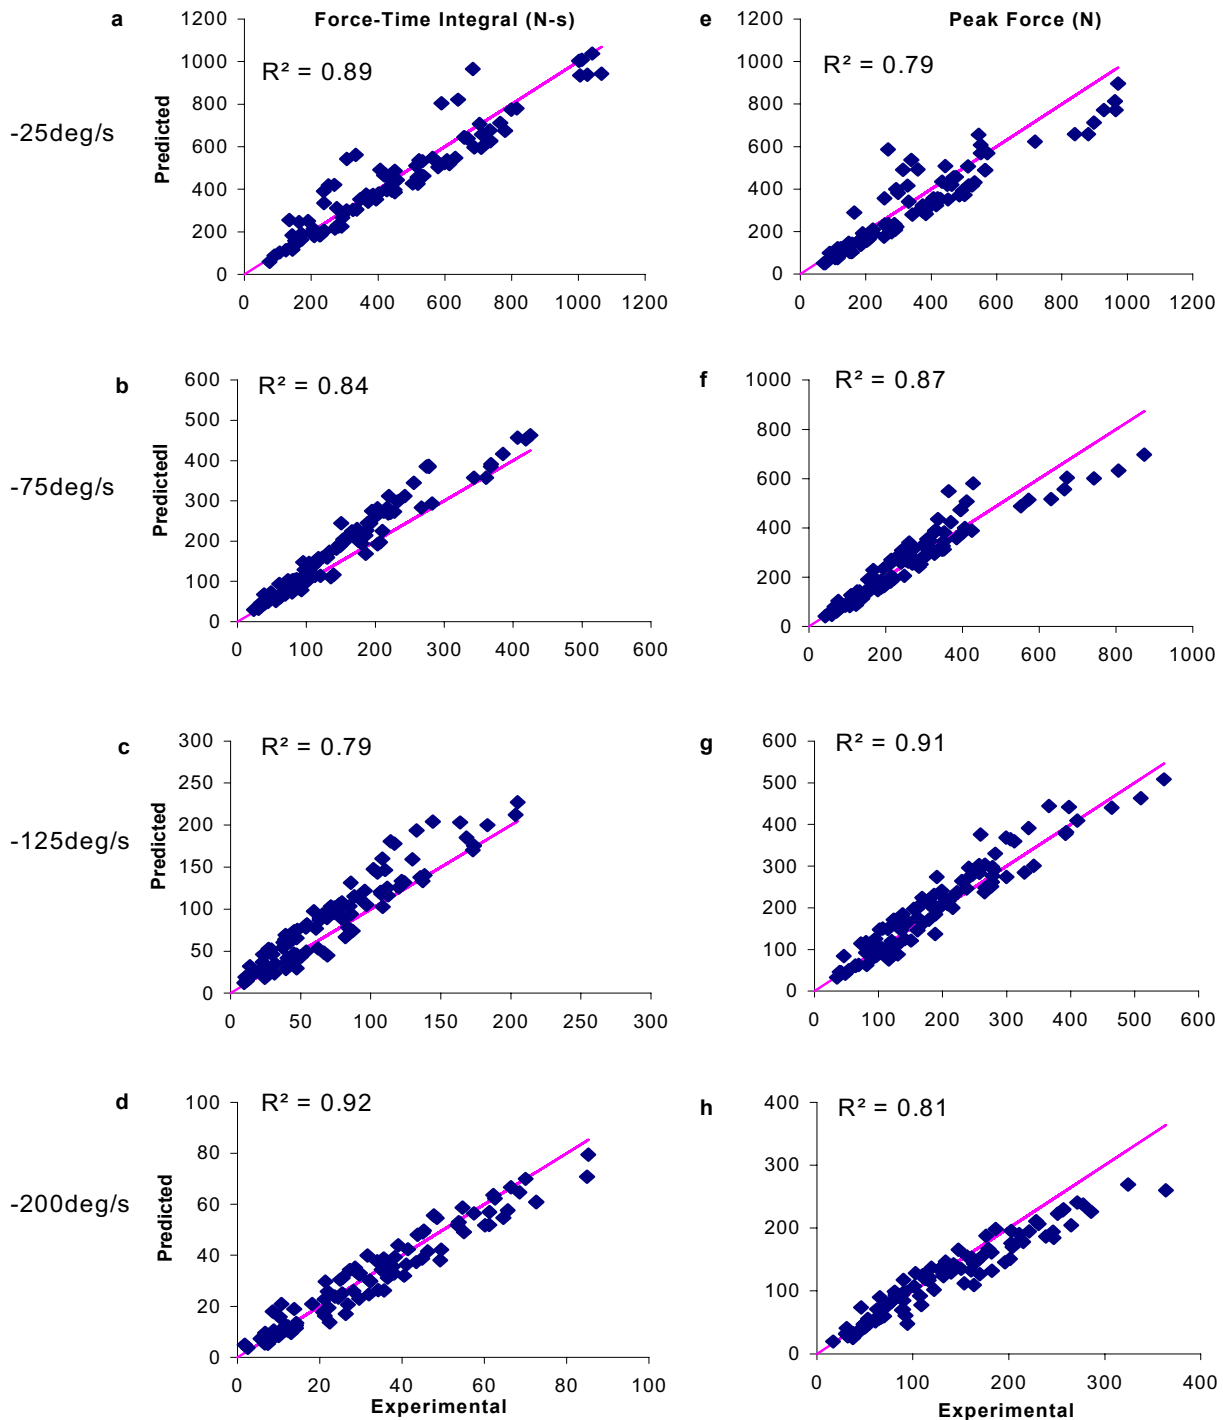 a Force-Time Integral (N-s)
1200
1000
800
600
400
200
0
R² = 0.89
Predicted
-25deg/s
0 200 400 600 800 1000 1200
e Peak Force (N)
1200
1000
800
600
400
200
0
R² = 0.79
0 200 400 600 800 1000 1200
b
600
500
400
300
200
100
0
R² = 0.84
Predictedl
-75deg/s
0 100 200 300 400 500 600
f
1000
800
600
400
200
0
R² = 0.87
0 200 400 600 800 1000
c
300
250
200
150
100
50
0
R² = 0.79
Predicted
-125deg/s
0 50 100 150 200 250 300
g
600
500
400
300
200
100
0
R² = 0.91
0 100 200 300 400 500 600
d
100
80
60
40
20
0
R² = 0.92
Predicted
-200deg/s
0 20 40 60 80 100
Experimental
h
400
300
200
100
0
R² = 0.81
0 100 200 300 400
Experimental